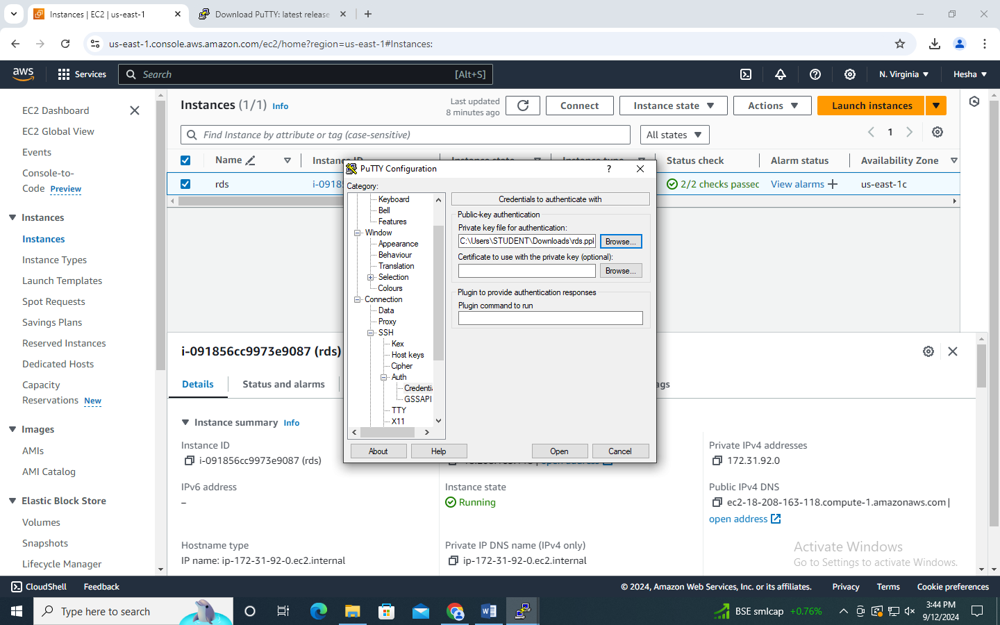 Instances | EC2 | us-east-1
Download PuTTY: latest release
us-east-1.console.aws.amazon.com/ec2/home?region=us-east-1#Instances:
aws
Services
Search
[Alt+S]
N. Virginia
Hesha
EC2 Dashboard
EC2 Global View
Events
Console-to-
Code Preview
Instances
Instances
Instance Types
Launch Templates
Spot Requests
Savings Plans
Reserved Instances
Dedicated Hosts
Capacity
Reservations New
Images
AMIs
AMI Catalog
Elastic Block Store
Volumes
Snapshots
Lifecycle Manager
Instances (1/1) Info
Last updated
8 minutes ago
Connect
Instance state
Actions
Launch instances
Find Instance by attribute or tag (case-sensitive)
All states
1
Name
Instance ID
Instance state
Instance type
Status check
Alarm status
Availability Zone
rds
i-0918
2/2 checks passec
View alarms
us-east-1c
PuTTY Configuration
?
Category:
Keyboard
Bell
Features
Window
Appearance
Behaviour
Translation
Selection
Colours
Connection
Data
Proxy
SSH
Kex
Host keys
Cipher
Auth
Credenti
GSSAPI
TTY
X11
Credentials to authenticate with
Public-key authentication
Private key file for authentication:
C:\Users\STUDENT\Downloads\rds.ppl
Browse...
Certificate to use with the private key (optional):
Browse...
Plugin to provide authentication responses
Plugin command to run
About
Help
Open
Cancel
i-091856cc9973e9087 (rds)
Details
Status and alarms
ags
Instance summary Info
Instance ID
i-091856cc9973e9087 (rds)
Private IPv4 addresses
172.31.92.0
IPv6 address
–
Instance state
Running
Public IPv4 DNS
ec2-18-208-163-118.compute-1.amazonaws.com |
open address
Hostname type
IP name: ip-172-31-92-0.ec2.internal
Private IP DNS name (IPv4 only)
ip-172-31-92-0.ec2.internal
Activate Windows
Go to Settings to activate Windows.
CloudShell
Feedback
© 2024, Amazon Web Services, Inc. or its affiliates.
Privacy
Terms
Cookie preferences
Type here to search
BSE smlcap +0.76%
3:44 PM
9/12/2024